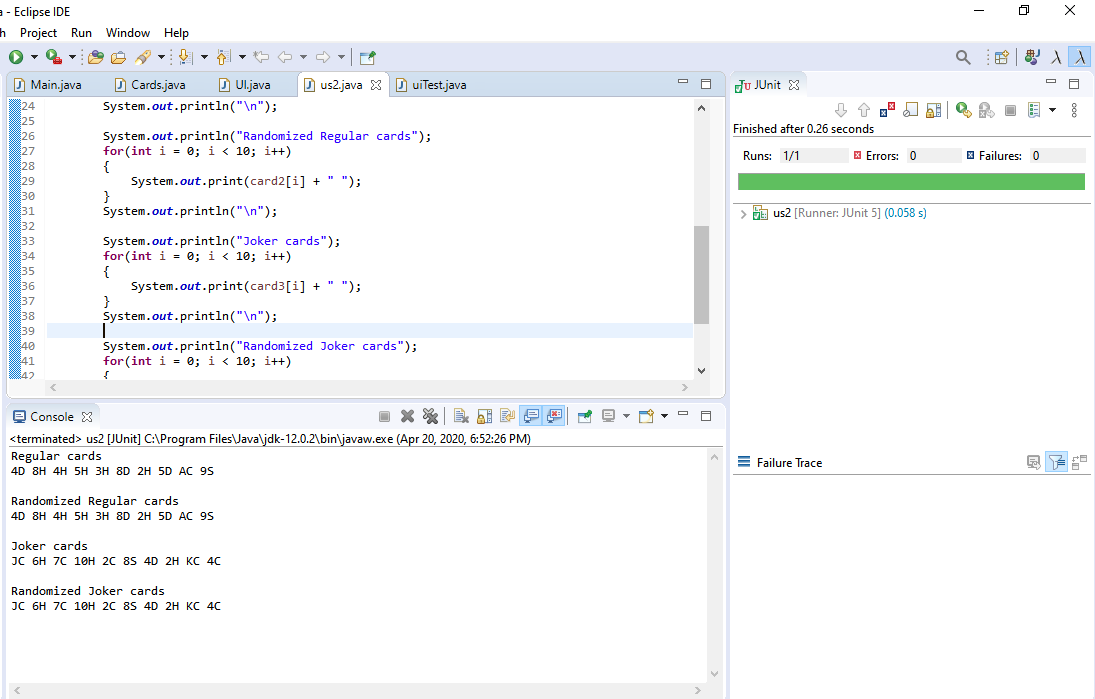 a - Eclipse IDE
h Project Run Window Help
Main.java Cards.java UI.java us2.java uiTest.java
24 System.out.println("\n");
25
26 System.out.println("Randomized Regular cards");
27 for(int i = 0; i < 10; i++)
28 {
29 System.out.print(card2[i] + " ");
30 }
31 System.out.println("\n");
32
33 System.out.println("Joker cards");
34 for(int i = 0; i < 10; i++)
35 {
36 System.out.print(card3[i] + " ");
37 }
38 System.out.println("\n");
39
40 System.out.println("Randomized Joker cards");
41 for(int i = 0; i < 10; i++)
42 {
JUnit
Finished after 0.26 seconds
Runs: 1/1 Errors: 0 Failures: 0
us2 [Runner: JUnit 5] (0.058 s)
Failure Trace
Console
<terminated> us2 [JUnit] C:\Program Files\Java\jdk-12.0.2\bin\javaw.exe (Apr 20, 2020, 6:52:26 PM)
Regular cards
4D 8H 4H 5H 3H 8D 2H 5D AC 9S
Randomized Regular cards
4D 8H 4H 5H 3H 8D 2H 5D AC 9S
Joker cards
JC 6H 7C 10H 2C 8S 4D 2H KC 4C
Randomized Joker cards
JC 6H 7C 10H 2C 8S 4D 2H KC 4C